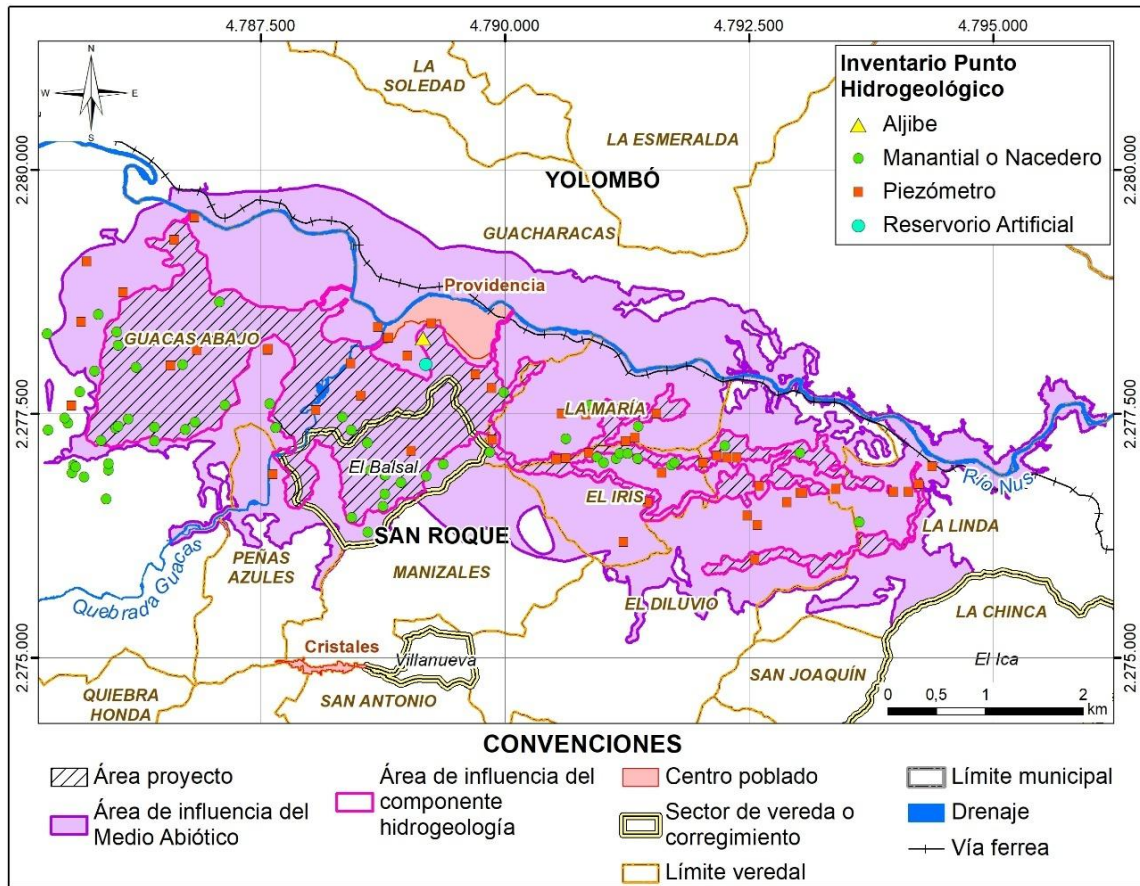 4.787.500
4.790.000
4.792.500
4.795.000
N
W
E
S
2.280.000
2.280.000
2.277.500
2.277.500
2.275.000
2.275.000
Inventario Punto
Hidrogeológico
Aljibe
Manantial o Nacedero
Piezómetro
Reservorio Artificial
LA
SOLEDAD
LA ESMERALDA
YOLOMBÓ
GUACHARACAS
Providencia
GUACAS ABAJO
LA MARÍA
El Balsal
EL IRIS
Río Nus
SAN ROQUE
LA LINDA
PEÑAS
AZULES
MANIZALES
Quebrada Guacas
EL DILUVIO
LA CHINCA
Cristales
Villanueva
El Ica
SAN JOAQUÍN
QUIEBRA
HONDA
SAN ANTONIO
0 0,5 1 2
km
CONVENCIONES
Área proyecto
Área de influencia del
Medio Abiótico
Área de influencia del
componente
hidrogeología
Centro poblado
Sector de vereda o
corregimiento
Límite veredal
Límite municipal
Drenaje
Vía ferrea